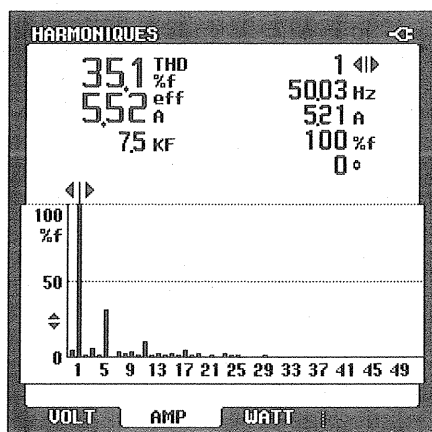 HARMONIQUES
35,1 THD %f
5,52 eff A
7,5 KF
1
50,03 Hz
5,21 A
100 %f
0 °
100
%f
50
0
1 5 9 13 17 21 25 29 33 37 41 45 49
VOLT AMP WATT